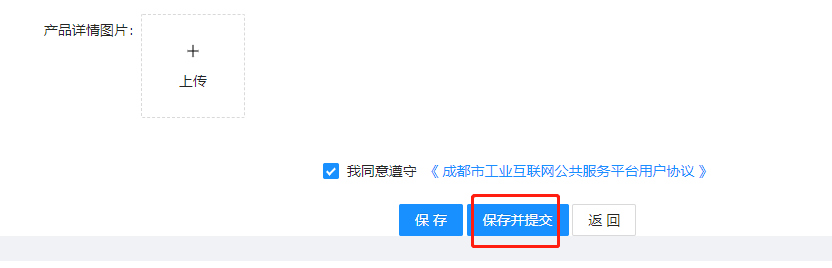 产品详情图片:
上传
我同意遵守 《 成都市工业互联网公共服务平台用户协议 》
保 存 保存并提交 返 回